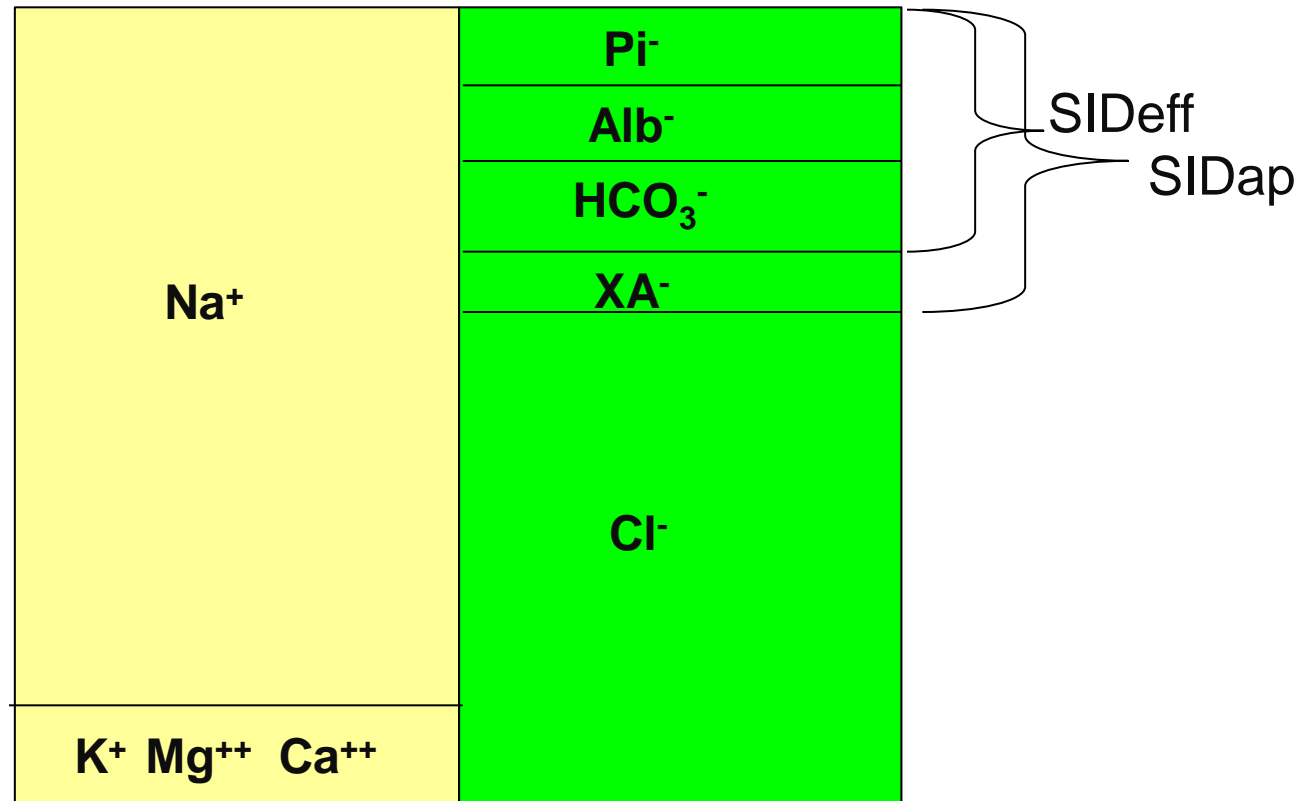 Pi⁻
Alb⁻
HCO₃⁻
XA⁻
Cl⁻
Na⁺
K⁺ Mg⁺⁺ Ca⁺⁺
SIDeff
SIDap